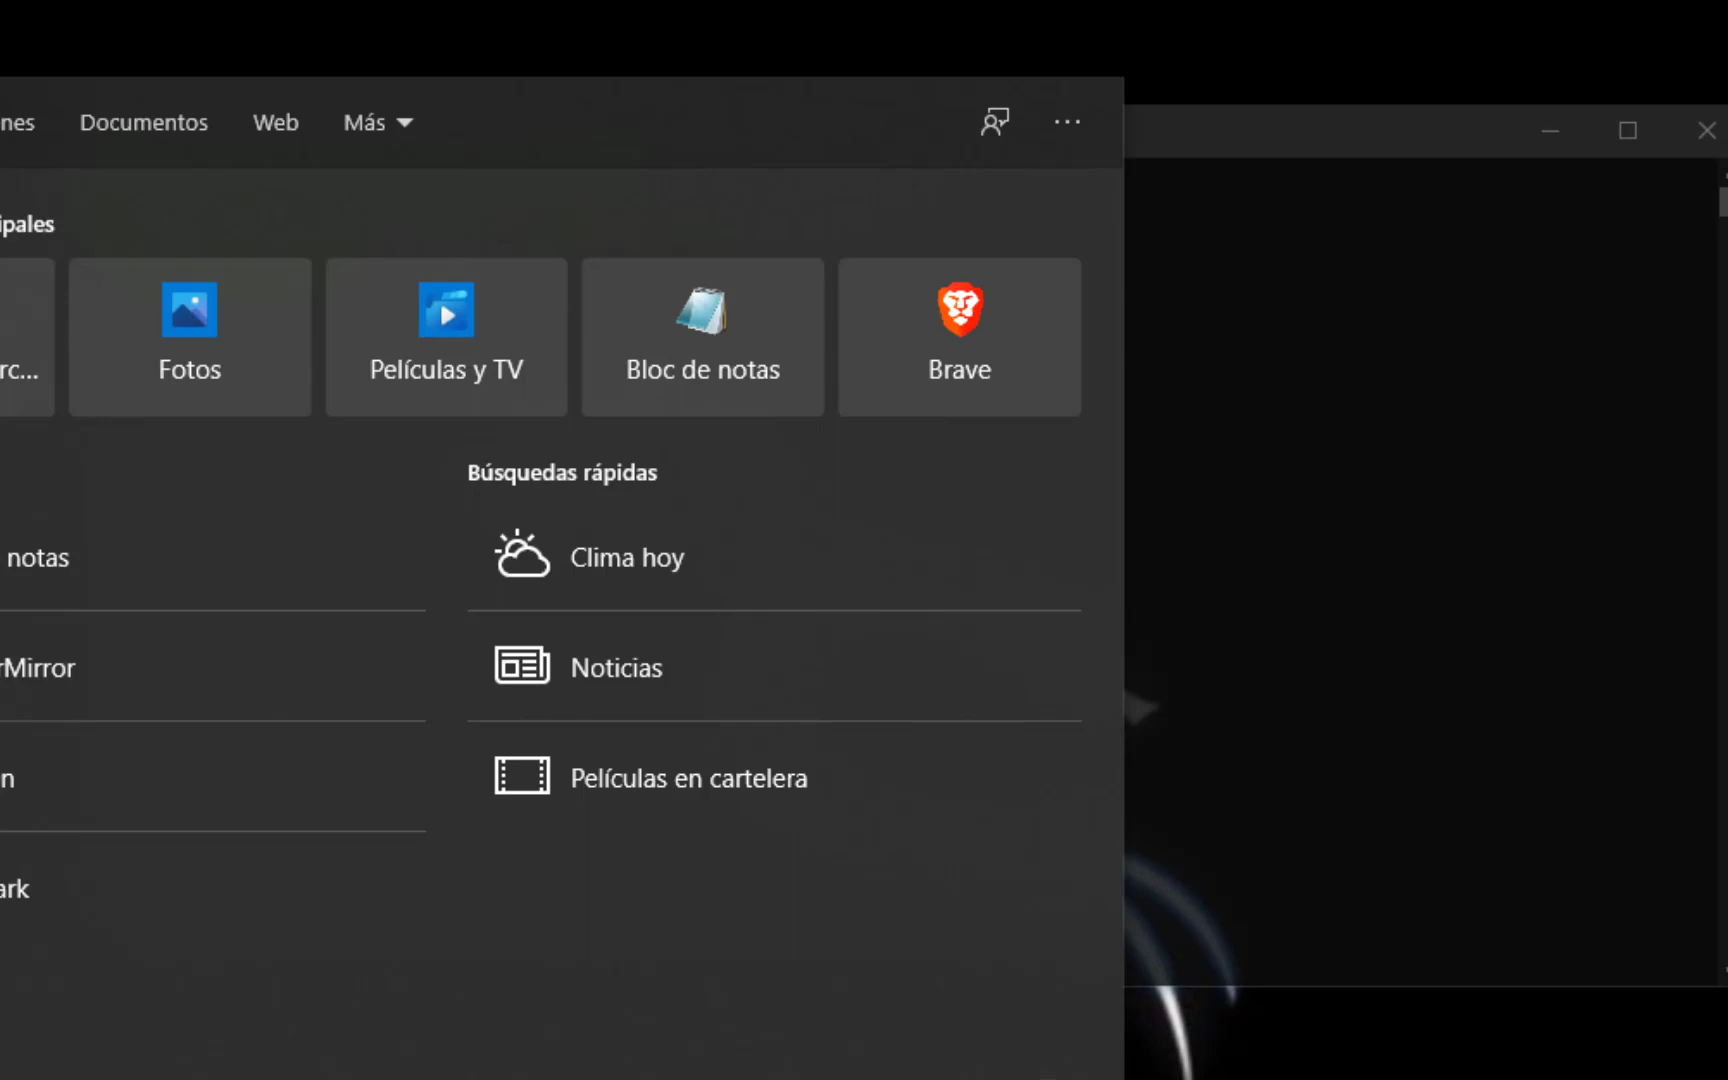 nes Documentos Web Más
ipales
rc... Fotos Películas y TV Bloc de notas Brave
Búsquedas rápidas
notas Clima hoy
rMirror Noticias
n Películas en cartelera
ark